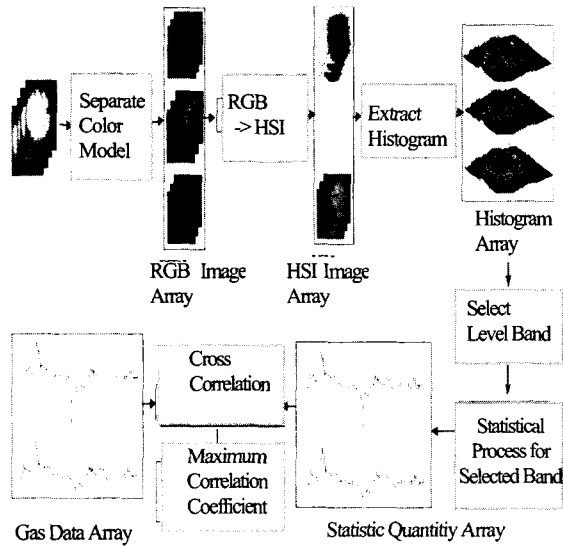 Separate
Color
Model
RGB
-> HSI
Extract
Histogram
RGB Image
Array
HSI Image
Array
Histogram
Array
Select
Level Band
Statistical
Process for
Selected Band
Cross
Correlation
Maximum
Correlation
Coefficient
Gas Data Array
Statistic Quantitiy Array